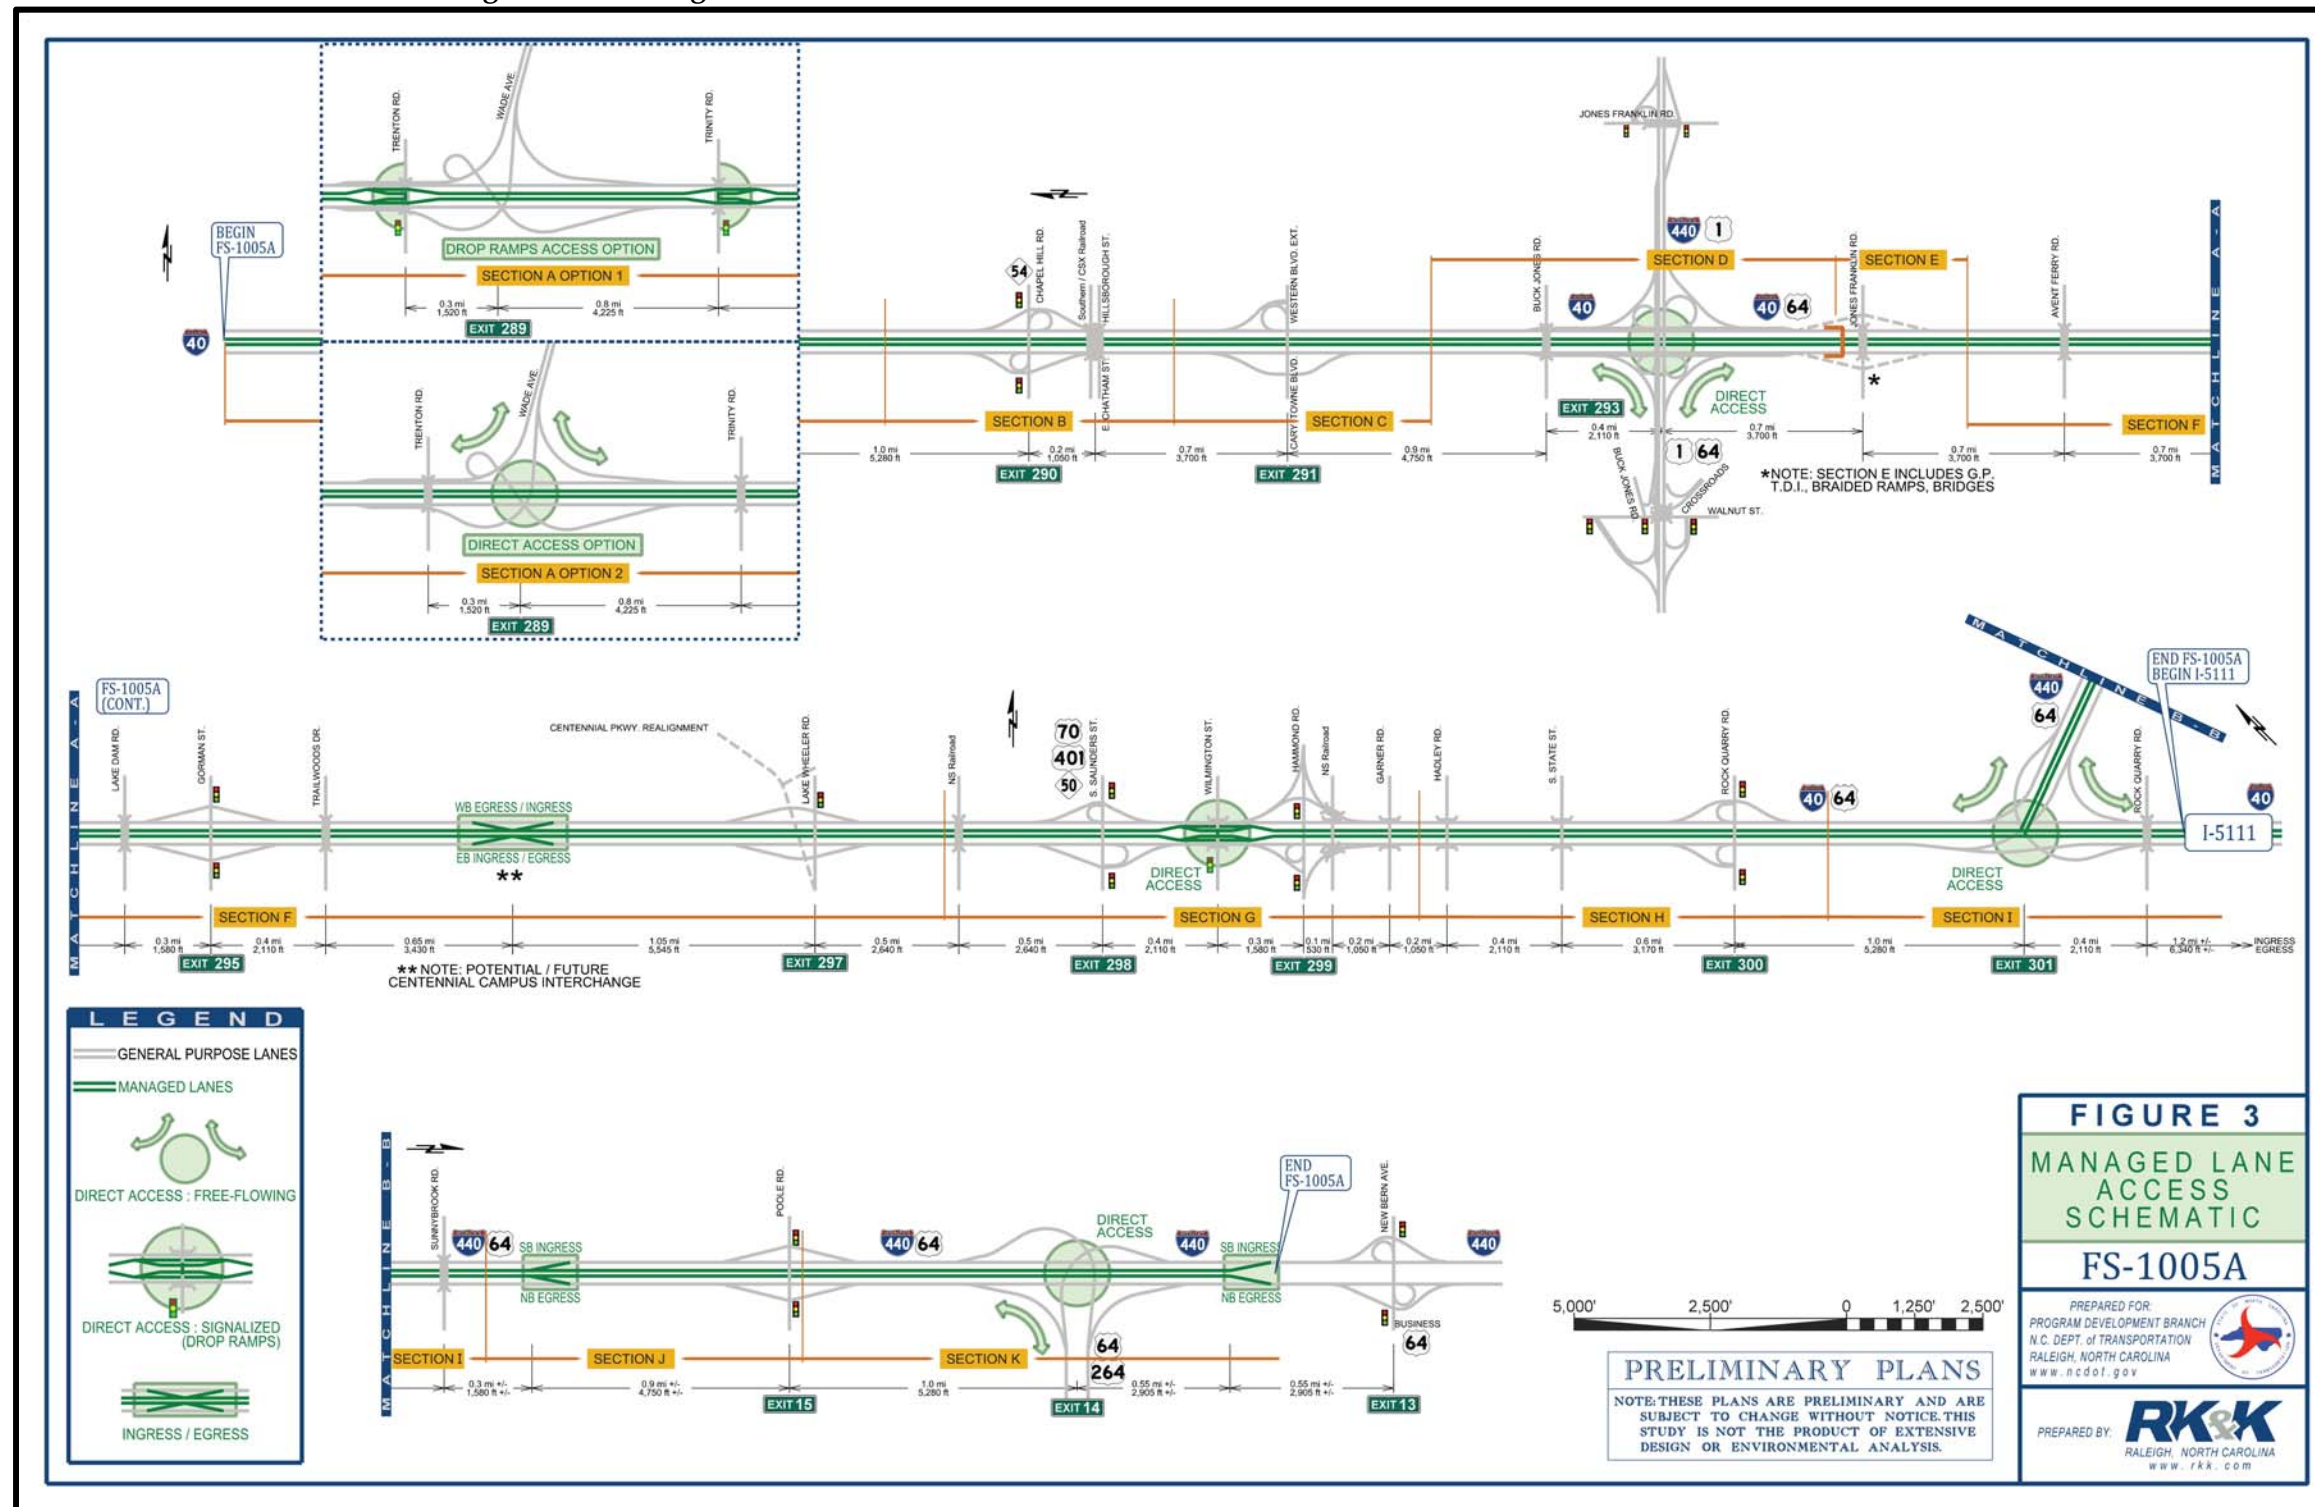 BEGIN
FS-1005A
40
TRENTON RD.
WADE AVE.
TRINITY RD.
DROP RAMPS ACCESS OPTION
SECTION A OPTION 1
0.3 mi
1,520 ft
0.8 mi
4,225 ft
EXIT 289
TRENTON RD.
WADE AVE.
TRINITY RD.
DIRECT ACCESS OPTION
SECTION A OPTION 2
0.3 mi
1,520 ft
0.8 mi
4,225 ft
EXIT 289
54
CHAPEL HILL RD.
Southern / CSX Railroad
HILLSBOROUGH ST.
E. CHATHAM ST.
WESTERN BLVD. EXT.
CARY TOWNE BLVD.
SECTION B
SECTION C
1.0 mi
5,280 ft
0.2 mi
1,050 ft
0.7 mi
3,700 ft
0.9 mi
4,750 ft
EXIT 290
EXIT 291
JONES FRANKLIN RD.
440
1
SECTION D
SECTION E
BUCK JONES RD.
40
40
64
JONES FRANKLIN RD.
AVENT FERRY RD.
*
DIRECT
ACCESS
EXIT 293
0.4 mi
2,110 ft
0.7 mi
3,700 ft
0.7 mi
3,700 ft
0.7 mi
3,700 ft
SECTION F
1
64
BUCK JONES RD.
CROSSROADS
WALNUT ST.
*NOTE: SECTION E INCLUDES G.P.
T.D.I., BRAIDED RAMPS, BRIDGES
MATCHLINE A-A
MATCHLINE A-A
FS-1005A
(CONT.)
LAKE DAM RD.
GORMAN ST.
TRAILWOODS DR.
WB EGRESS / INGRESS
EB INGRESS / EGRESS
**
CENTENNIAL PKWY. REALIGNMENT
LAKE WHEELER RD.
NS Railroad
70
401
50
S. SAUNDERS ST.
WILMINGTON ST.
HAMMOND RD.
NS Railroad
GARNER RD.
HADLEY RD.
S. STATE ST.
ROCK QUARRY RD.
40
64
DIRECT
ACCESS
440
64
MATCHLINE B-B
END FS-1005A
BEGIN I-5111
ROCK QUARRY RD.
40
I-5111
DIRECT
ACCESS
SECTION F
SECTION G
SECTION H
SECTION I
0.3 mi
1,580 ft
0.4 mi
2,110 ft
0.65 mi
3,430 ft
1.05 mi
5,545 ft
0.5 mi
2,640 ft
0.5 mi
2,640 ft
0.4 mi
2,110 ft
0.3 mi
1,580 ft
0.1 mi
530 ft
0.2 mi
1,050 ft
0.2 mi
1,050 ft
0.4 mi
2,110 ft
0.6 mi
3,170 ft
1.0 mi
5,280 ft
0.4 mi
2,110 ft
1.2 mi +/-
6,340 ft +/-
INGRESS
EGRESS
EXIT 295
EXIT 297
EXIT 298
EXIT 299
EXIT 300
EXIT 301
**NOTE: POTENTIAL / FUTURE
CENTENNIAL CAMPUS INTERCHANGE
LEGEND
GENERAL PURPOSE LANES
MANAGED LANES
DIRECT ACCESS : FREE-FLOWING
DIRECT ACCESS : SIGNALIZED
(DROP RAMPS)
INGRESS / EGRESS
MATCHLINE B-B
SUNNYBROOK RD.
440
64
SB INGRESS
NB EGRESS
POOLE RD.
440
64
DIRECT
ACCESS
440
SB INGRESS
NB EGRESS
END
FS-1005A
NEW BERN AVE.
440
BUSINESS
64
64
264
SECTION I
SECTION J
SECTION K
0.3 mi +/-
1,580 ft +/-
0.9 mi +/-
4,750 ft +/-
1.0 mi
5,280 ft
0.55 mi +/-
2,905 ft +/-
0.55 mi +/-
2,905 ft +/-
EXIT 15
EXIT 14
EXIT 13
5,000' 2,500' 0 1,250' 2,500'
PRELIMINARY PLANS
NOTE: THESE PLANS ARE PRELIMINARY AND ARE
SUBJECT TO CHANGE WITHOUT NOTICE. THIS
STUDY IS NOT THE PRODUCT OF EXTENSIVE
DESIGN OR ENVIRONMENTAL ANALYSIS.
FIGURE 3
MANAGED LANE
ACCESS
SCHEMATIC
FS-1005A
PREPARED FOR:
PROGRAM DEVELOPMENT BRANCH
N.C. DEPT. of TRANSPORTATION
RALEIGH, NORTH CAROLINA
www.ncdot.gov
PREPARED BY:
RK&K
RALEIGH, NORTH CAROLINA
www.rkk.com